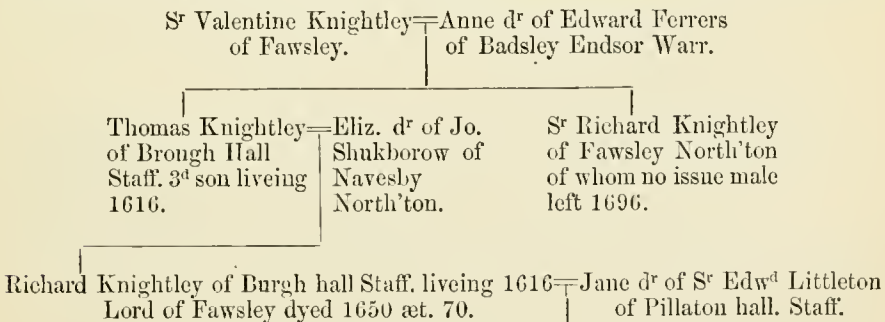 Sr Valentine Knightley=Anne dr of Edward Ferrers
of Fawsley. of Badsley Endsor Warr.
Thomas Knightley=Eliz. dr of Jo.
of Brough Hall Shukborow of
Staff. 3d son liveing Navesby
1616. North'ton.
Sr Richard Knightley
of Fawsley North'ton
of whom no issue male
left 1696.
Richard Knightley of Burgh hall Staff. liveing 1616=Jane dr of Sr Edwd Littleton
Lord of Fawsley dyed 1650 æt. 70. of Pillaton hall. Staff.